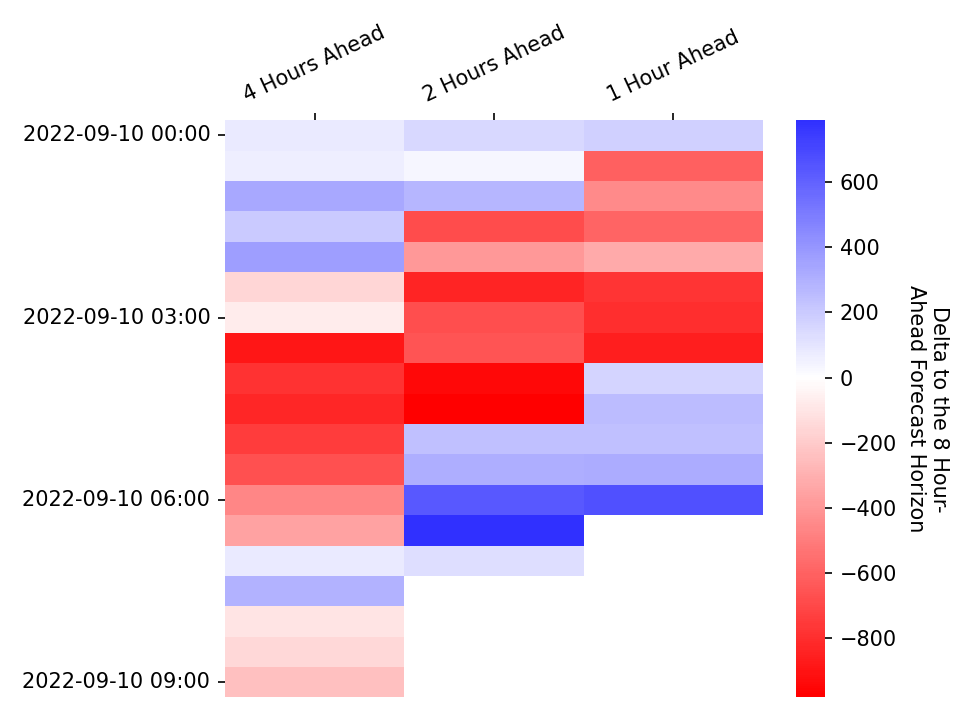 4 Hours Ahead
2 Hours Ahead
1 Hour Ahead
2022-09-10 00:00
2022-09-10 03:00
2022-09-10 06:00
2022-09-10 09:00
600
400
200
0
−200
−400
−600
−800
Delta to the 8 Hour-
Ahead Forecast Horizon